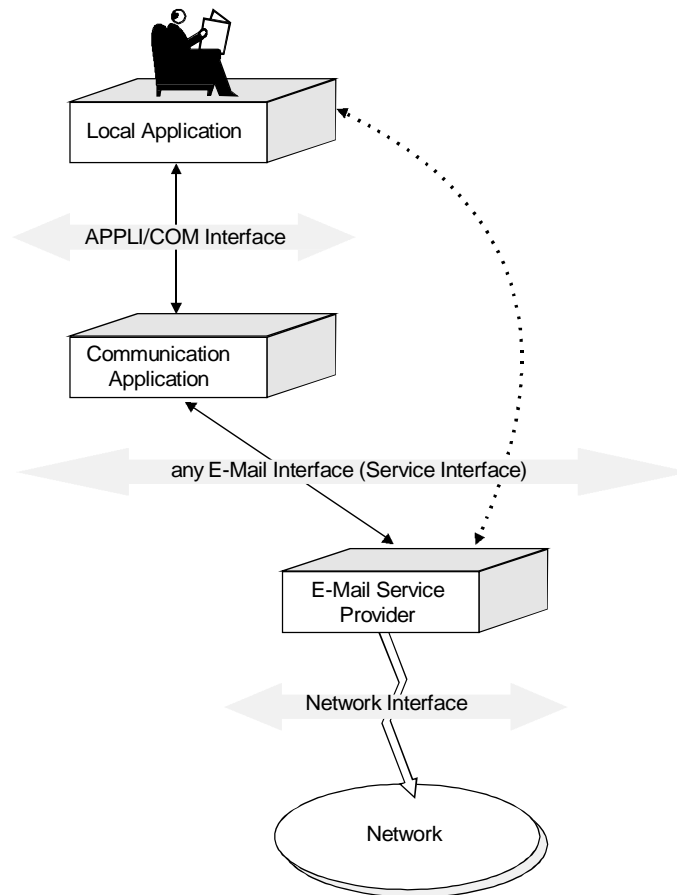 Local Application
APPLI/COM Interface
Communication
Application
any E-Mail Interface (Service Interface)
E-Mail Service
Provider
Network Interface
Network